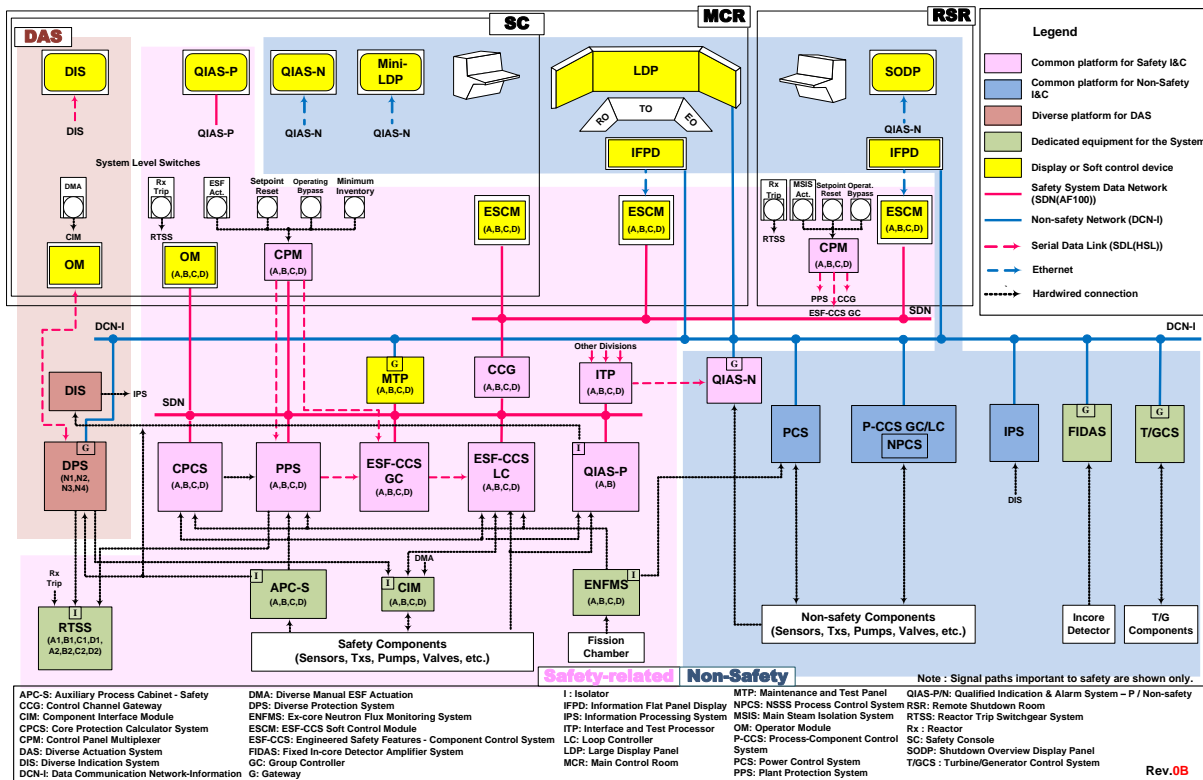 SC
MCR
RSR
DAS
DIS
QIAS-P
QIAS-N
Mini-
LDP
LDP
SODP
RO
TO
EO
DIS
QIAS-P
QIAS-N
QIAS-N
QIAS-N
IFPD
IFPD
System Level Switches
DMA
Rx
Trip
ESF
Act.
Setpoint
Reset
Operating
Bypass
Minimum
Inventory
Rx
Trip
MSIS
Act.
Setpoint
Reset
Operat.
Bypass
CIM
RTSS
RTSS
OM
OM
(A,B,C,D)
CPM
(A,B,C,D)
ESCM
(A,B,C,D)
ESCM
(A,B,C,D)
CPM
(A,B,C,D)
ESCM
(A,B,C,D)
PPS
CCG
ESF-CCS GC
SDN
Legend
Common platform for Safety I&C
Common platform for Non-Safety
I&C
Diverse platform for DAS
Dedicated equipment for the System
Display or Soft control device
Safety System Data Network
(SDN(AF100))
Non-safety Network (DCN-I)
Serial Data Link (SDL(HSL))
Ethernet
Hardwired connection
DCN-I
DCN-I
DIS
IPS
G
MTP
(A,B,C,D)
CCG
(A,B,C,D)
Other Divisions
ITP
(A,B,C,D)
G
QIAS-N
SDN
G
DPS
(N1,N2,
N3,N4)
CPCS
(A,B,C,D)
PPS
(A,B,C,D)
ESF-CCS
GC
(A,B,C,D)
ESF-CCS
LC
(A,B,C,D)
I
QIAS-P
(A,B)
PCS
P-CCS GC/LC
NPCS
IPS
DIS
G
FIDAS
G
T/GCS
Rx
Trip
I
RTSS
(A1,B1,C1,D1,
A2,B2,C2,D2)
I
APC-S
(A,B,C,D)
I
CIM
(A,B,C,D)
DMA
I
ENFMS
(A,B,C,D)
Safety Components
(Sensors, Txs, Pumps, Valves, etc.)
Fission
Chamber
Non-safety Components
(Sensors, Txs, Pumps, Valves, etc.)
Incore
Detector
T/G
Components
Safety-related
Non-Safety
Note : Signal paths important to safety are shown only.
APC-S: Auxiliary Process Cabinet - Safety
CCG: Control Channel Gateway
CIM: Component Interface Module
CPCS: Core Protection Calculator System
CPM: Control Panel Multiplexer
DAS: Diverse Actuation System
DIS: Diverse Indication System
DCN-I: Data Communication Network-Information
DMA: Diverse Manual ESF Actuation
DPS: Diverse Protection System
ENFMS: Ex-core Neutron Flux Monitoring System
ESCM: ESF-CCS Soft Control Module
ESF-CCS: Engineered Safety Features - Component Control System
FIDAS: Fixed In-core Detector Amplifier System
GC: Group Controller
G: Gateway
I : Isolator
IFPD: Information Flat Panel Display
IPS: Information Processing System
ITP: Interface and Test Processor
LC: Loop Controller
LDP: Large Display Panel
MCR: Main Control Room
MTP: Maintenance and Test Panel
NPCS: NSSS Process Control System
MSIS: Main Steam Isolation System
OM: Operator Module
P-CCS: Process-Component Control
System
PCS: Power Control System
PPS: Plant Protection System
QIAS-P/N: Qualified Indication & Alarm System – P / Non-safety
RSR: Remote Shutdown Room
RTSS: Reactor Trip Switchgear System
Rx : Reactor
SC: Safety Console
SODP: Shutdown Overview Display Panel
T/GCS : Turbine/Generator Control System
Rev.0B